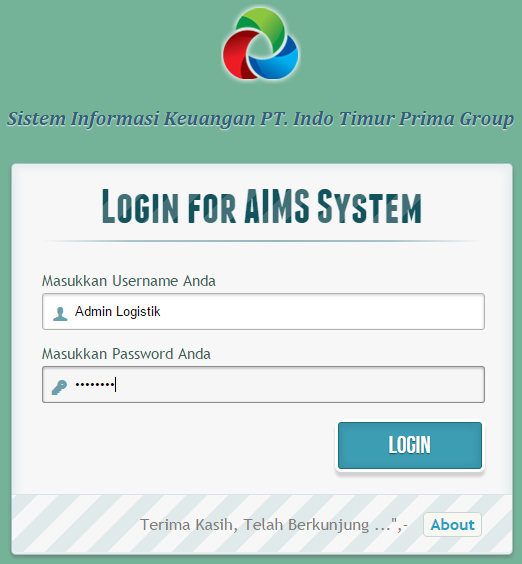 Sistem Informasi Keuangan PT. Indo Timur Prima Group
Login for AIMS System
Masukkan Username Anda
Admin Logistik
Masukkan Password Anda
••••••••
LOGIN
Terima Kasih, Telah Berkunjung ...",- About